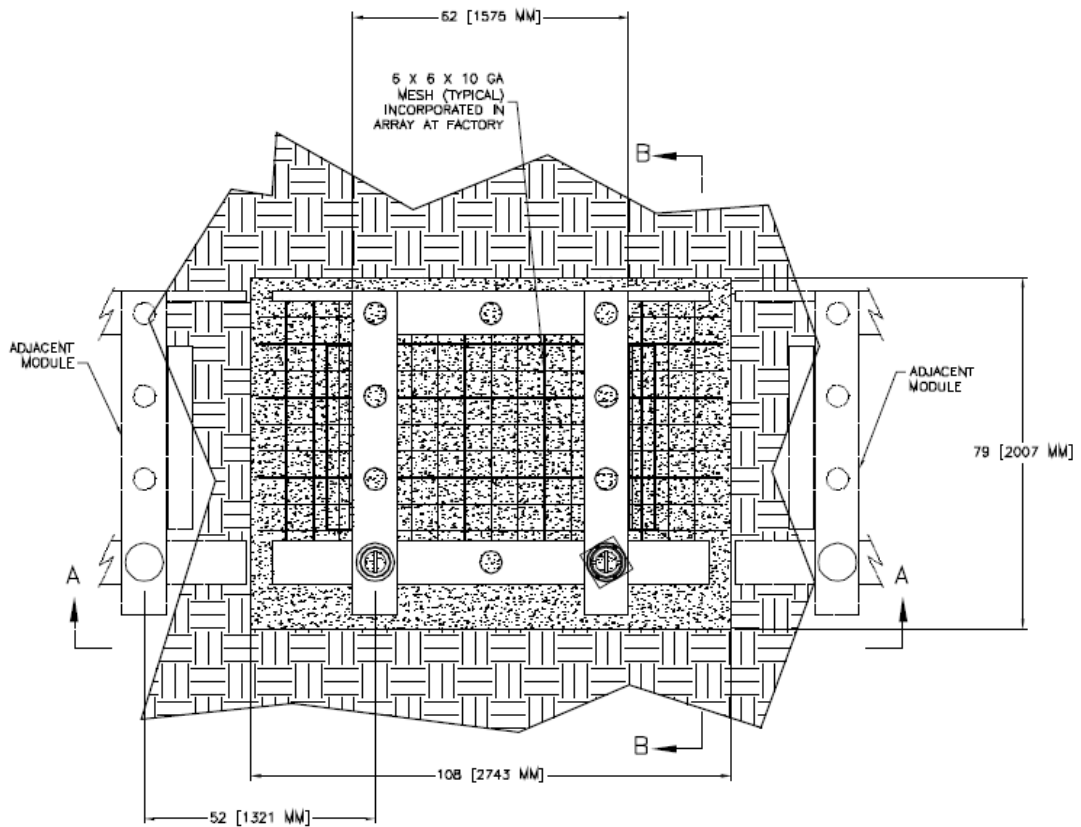 62 [1575 MM]
6 X 6 X 10 GA
MESH (TYPICAL)
INCORPORATED IN
ARRAY AT FACTORY
B
ADJACENT
MODULE
ADJACENT
MODULE
79 [2007 MM]
A
A
B
108 [2743 MM]
52 [1321 MM]